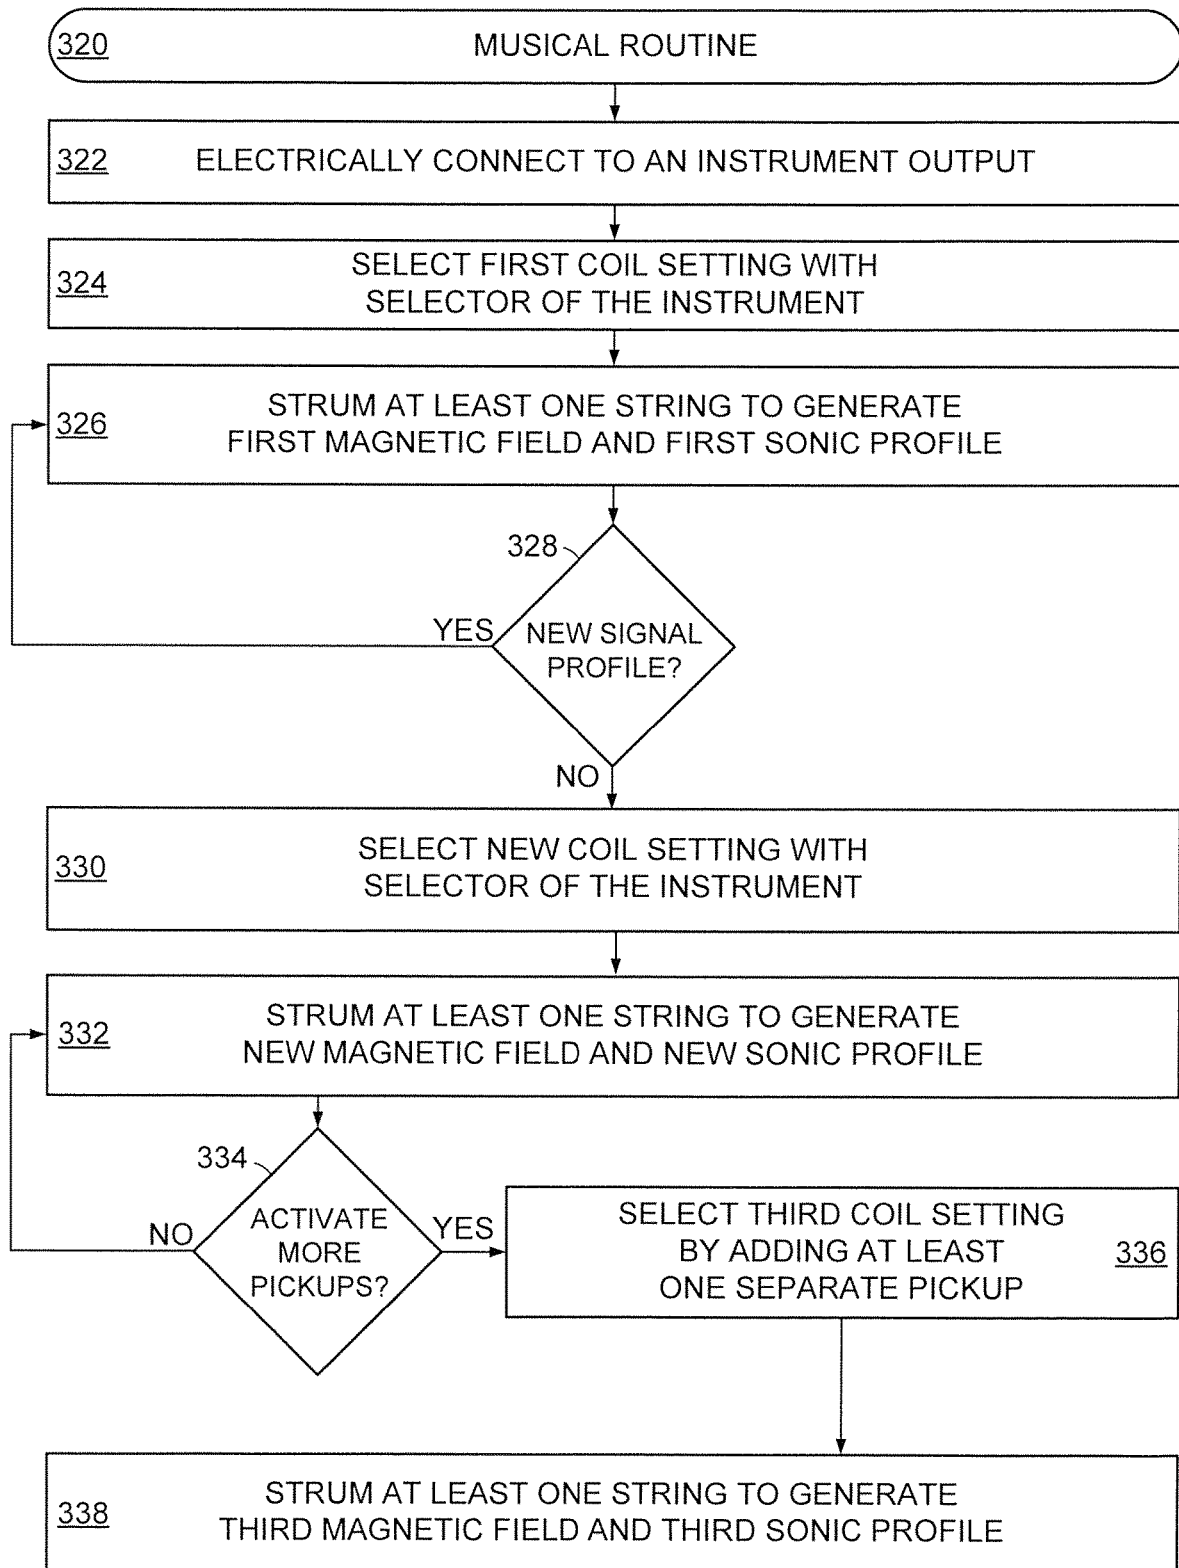 320 MUSICAL ROUTINE
322 ELECTRICALLY CONNECT TO AN INSTRUMENT OUTPUT
324 SELECT FIRST COIL SETTING WITH
SELECTOR OF THE INSTRUMENT
326 STRUM AT LEAST ONE STRING TO GENERATE
FIRST MAGNETIC FIELD AND FIRST SONIC PROFILE
328
YES
NEW SIGNAL
PROFILE?
NO
330 SELECT NEW COIL SETTING WITH
SELECTOR OF THE INSTRUMENT
332 STRUM AT LEAST ONE STRING TO GENERATE
NEW MAGNETIC FIELD AND NEW SONIC PROFILE
334
NO
ACTIVATE
MORE
PICKUPS?
YES
SELECT THIRD COIL SETTING
BY ADDING AT LEAST
ONE SEPARATE PICKUP
336
338 STRUM AT LEAST ONE STRING TO GENERATE
THIRD MAGNETIC FIELD AND THIRD SONIC PROFILE